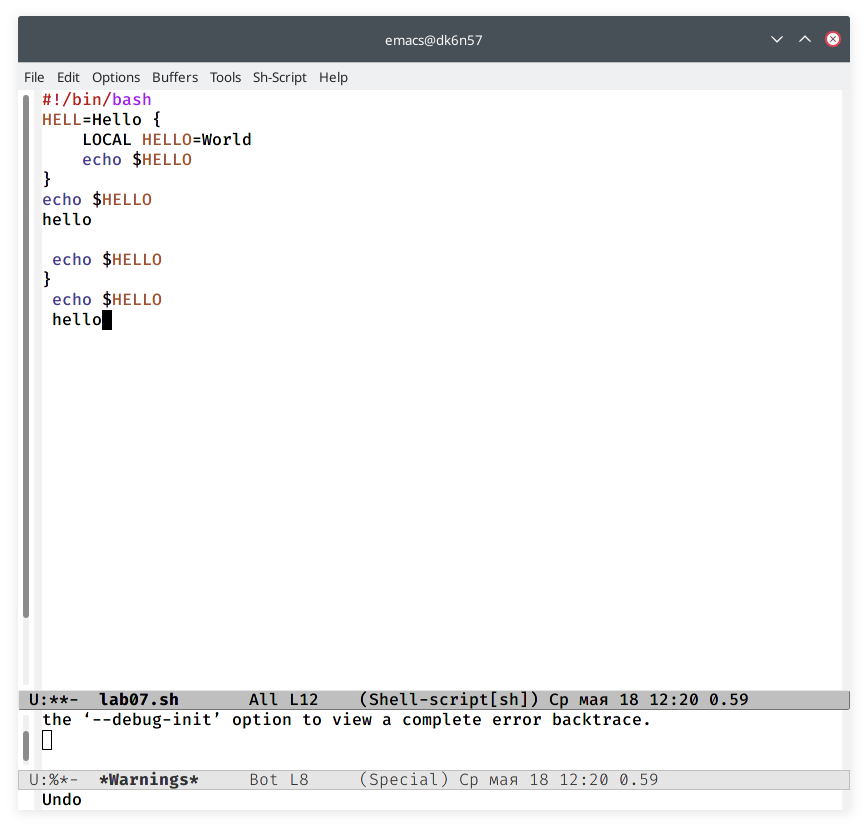 emacs@dk6n57
File Edit Options Buffers Tools Sh-Script Help
#!/bin/bash
HELL=Hello {
    LOCAL HELLO=World
    echo $HELLO
}
echo $HELLO
hello
 echo $HELLO
}
 echo $HELLO
 hello
U:**-  lab07.sh       All L12    (Shell-script[sh]) Ср мая 18 12:20 0.59
the ‘--debug-init’ option to view a complete error backtrace.
U:%*-  *Warnings*     Bot L8     (Special) Ср мая 18 12:20 0.59
Undo